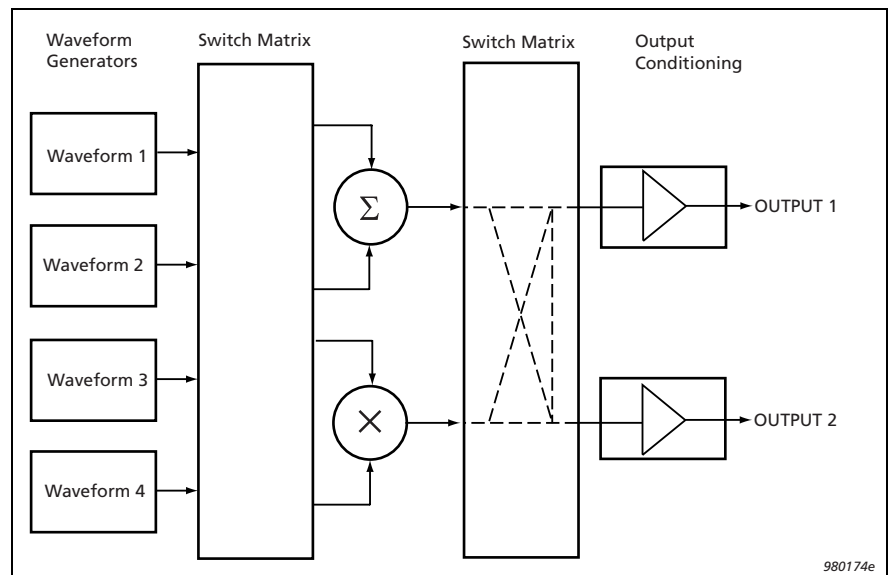 Waveform
Generators
Switch Matrix
Switch Matrix
Output
Conditioning
Waveform 1
Waveform 2
Waveform 3
Waveform 4
Σ
×
OUTPUT 1
OUTPUT 2
980174e